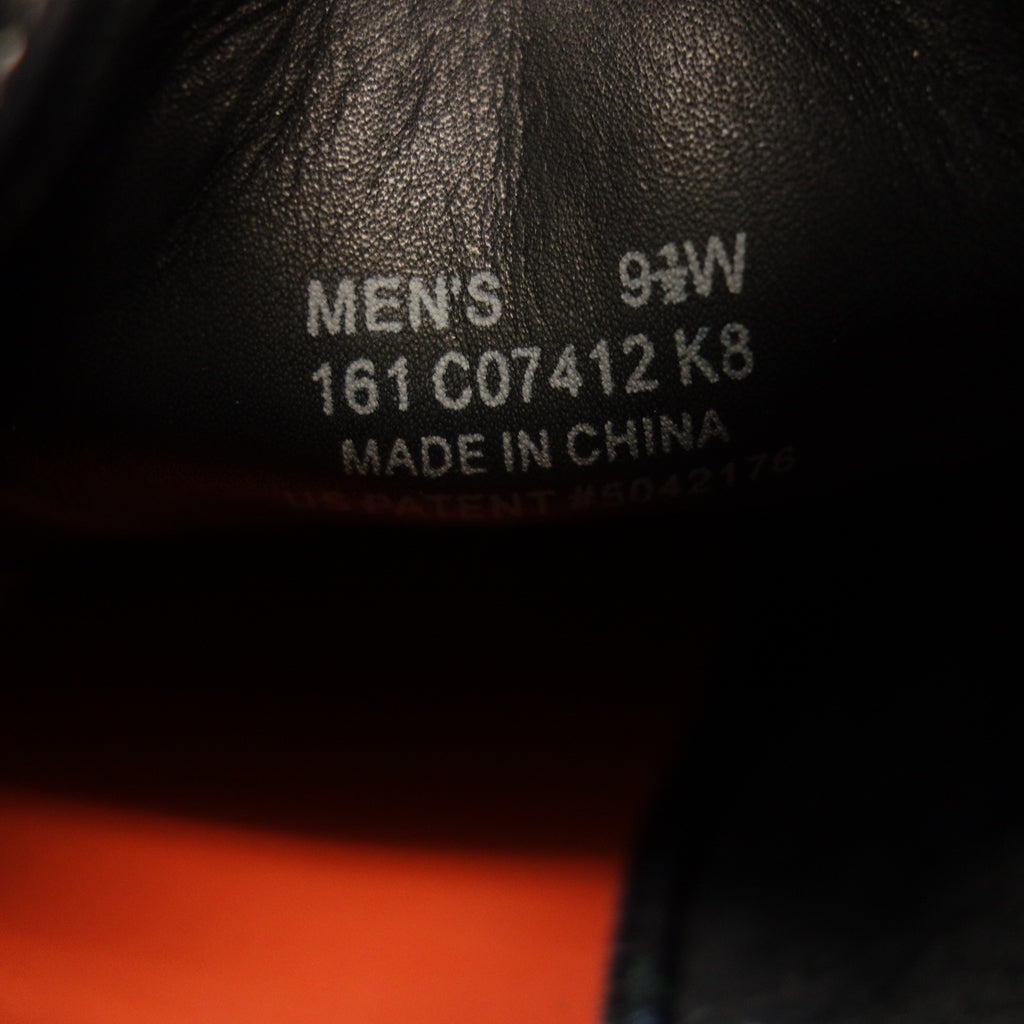 MEN'S 9½W
161 C07412 K8
MADE IN CHINA
US PATENT #5042176